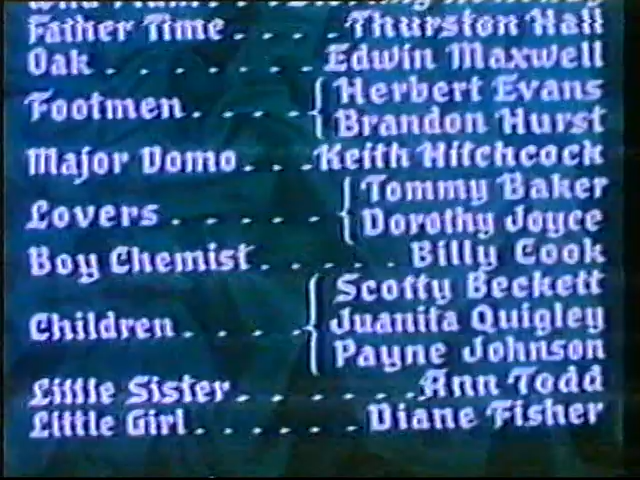 Father Time . . . . Thurston Hall
Oak . . . . . . . . Edwin Maxwell
Footmen . . . . { Herbert Evans
Brandon Hurst
Major Domo . . . Keith Hitchcock
Lovers . . . . . . { Tommy Baker
Dorothy Joyce
Boy Chemist . . . . . Billy Cook
Children . . . . . { Scotty Beckett
Juanita Quigley
Payne Johnson
Little Sister . . . . . . . Ann Todd
Little Girl . . . . . . Diane Fisher